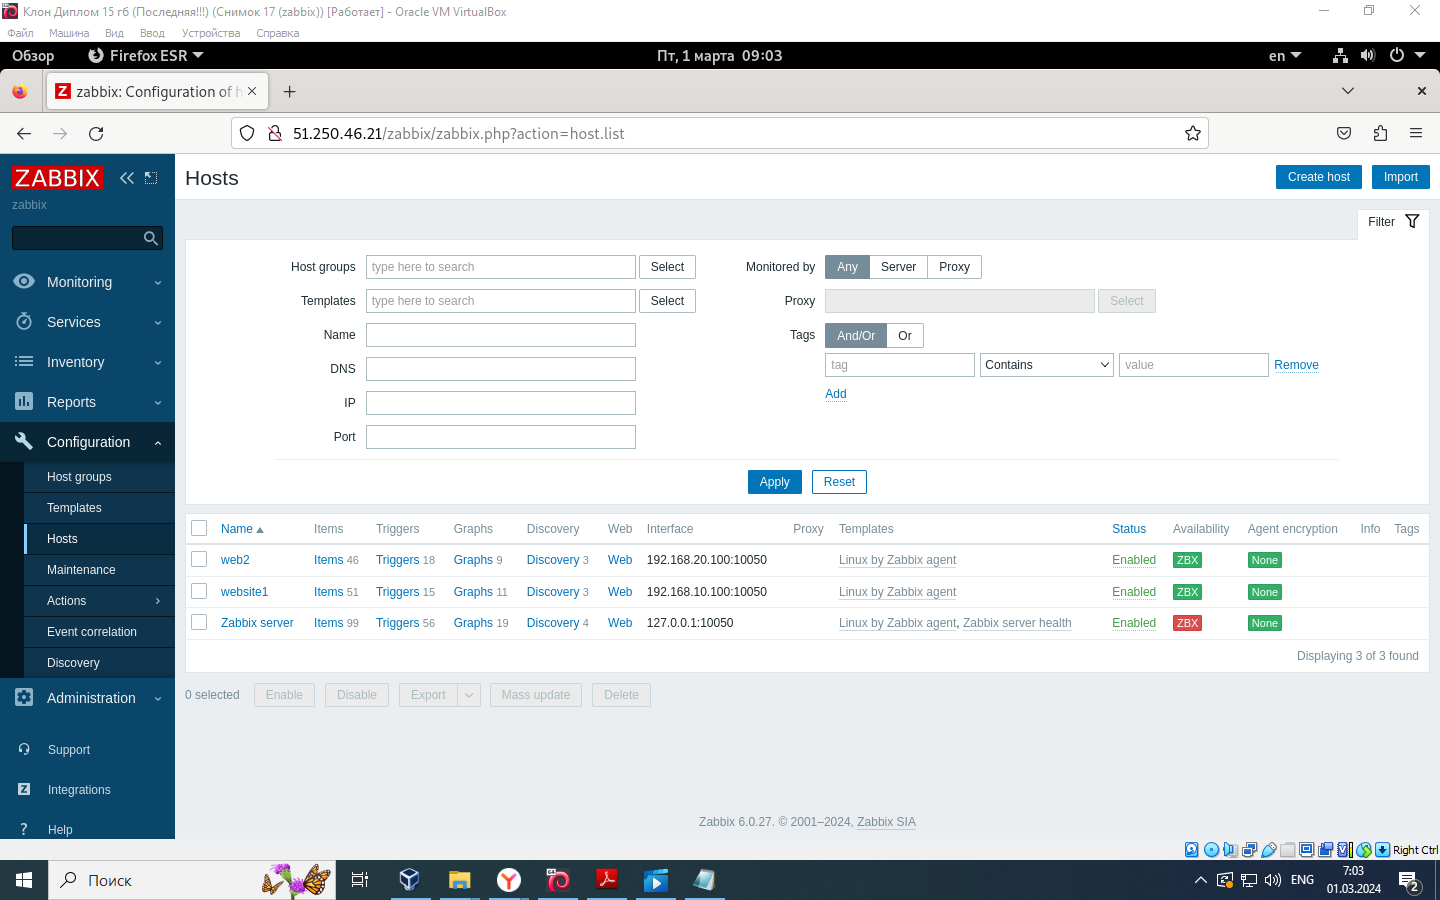 Клон Диплом 15 гб (Последняя!!!) (Снимок 17 (zabbix)) [Работает] - Oracle VM VirtualBox
Файл Машина Вид Ввод Устройства Справка
Обзор Firefox ESR Пт, 1 марта 09:03 en
zabbix: Configuration of h
51.250.46.21/zabbix/zabbix.php?action=host.list
ZABBIX
zabbix
Monitoring
Services
Inventory
Reports
Configuration
Host groups
Templates
Hosts
Maintenance
Actions
Event correlation
Discovery
Administration
Support
Integrations
Help
Hosts Create host Import
Filter
Host groups type here to search Select Monitored by Any Server Proxy
Templates type here to search Select Proxy Select
Name Tags And/Or Or
DNS tag Contains value Remove
IP Add
Port
Apply Reset
Name Items Triggers Graphs Discovery Web Interface Proxy Templates Status Availability Agent encryption Info Tags
web2 Items 46 Triggers 18 Graphs 9 Discovery 3 Web 192.168.20.100:10050 Linux by Zabbix agent Enabled ZBX None
website1 Items 51 Triggers 15 Graphs 11 Discovery 3 Web 192.168.10.100:10050 Linux by Zabbix agent Enabled ZBX None
Zabbix server Items 99 Triggers 56 Graphs 19 Discovery 4 Web 127.0.0.1:10050 Linux by Zabbix agent, Zabbix server health Enabled ZBX None
Displaying 3 of 3 found
0 selected Enable Disable Export Mass update Delete
Zabbix 6.0.27. © 2001–2024, Zabbix SIA
Right Ctrl
Поиск ENG 7:03
01.03.2024
2